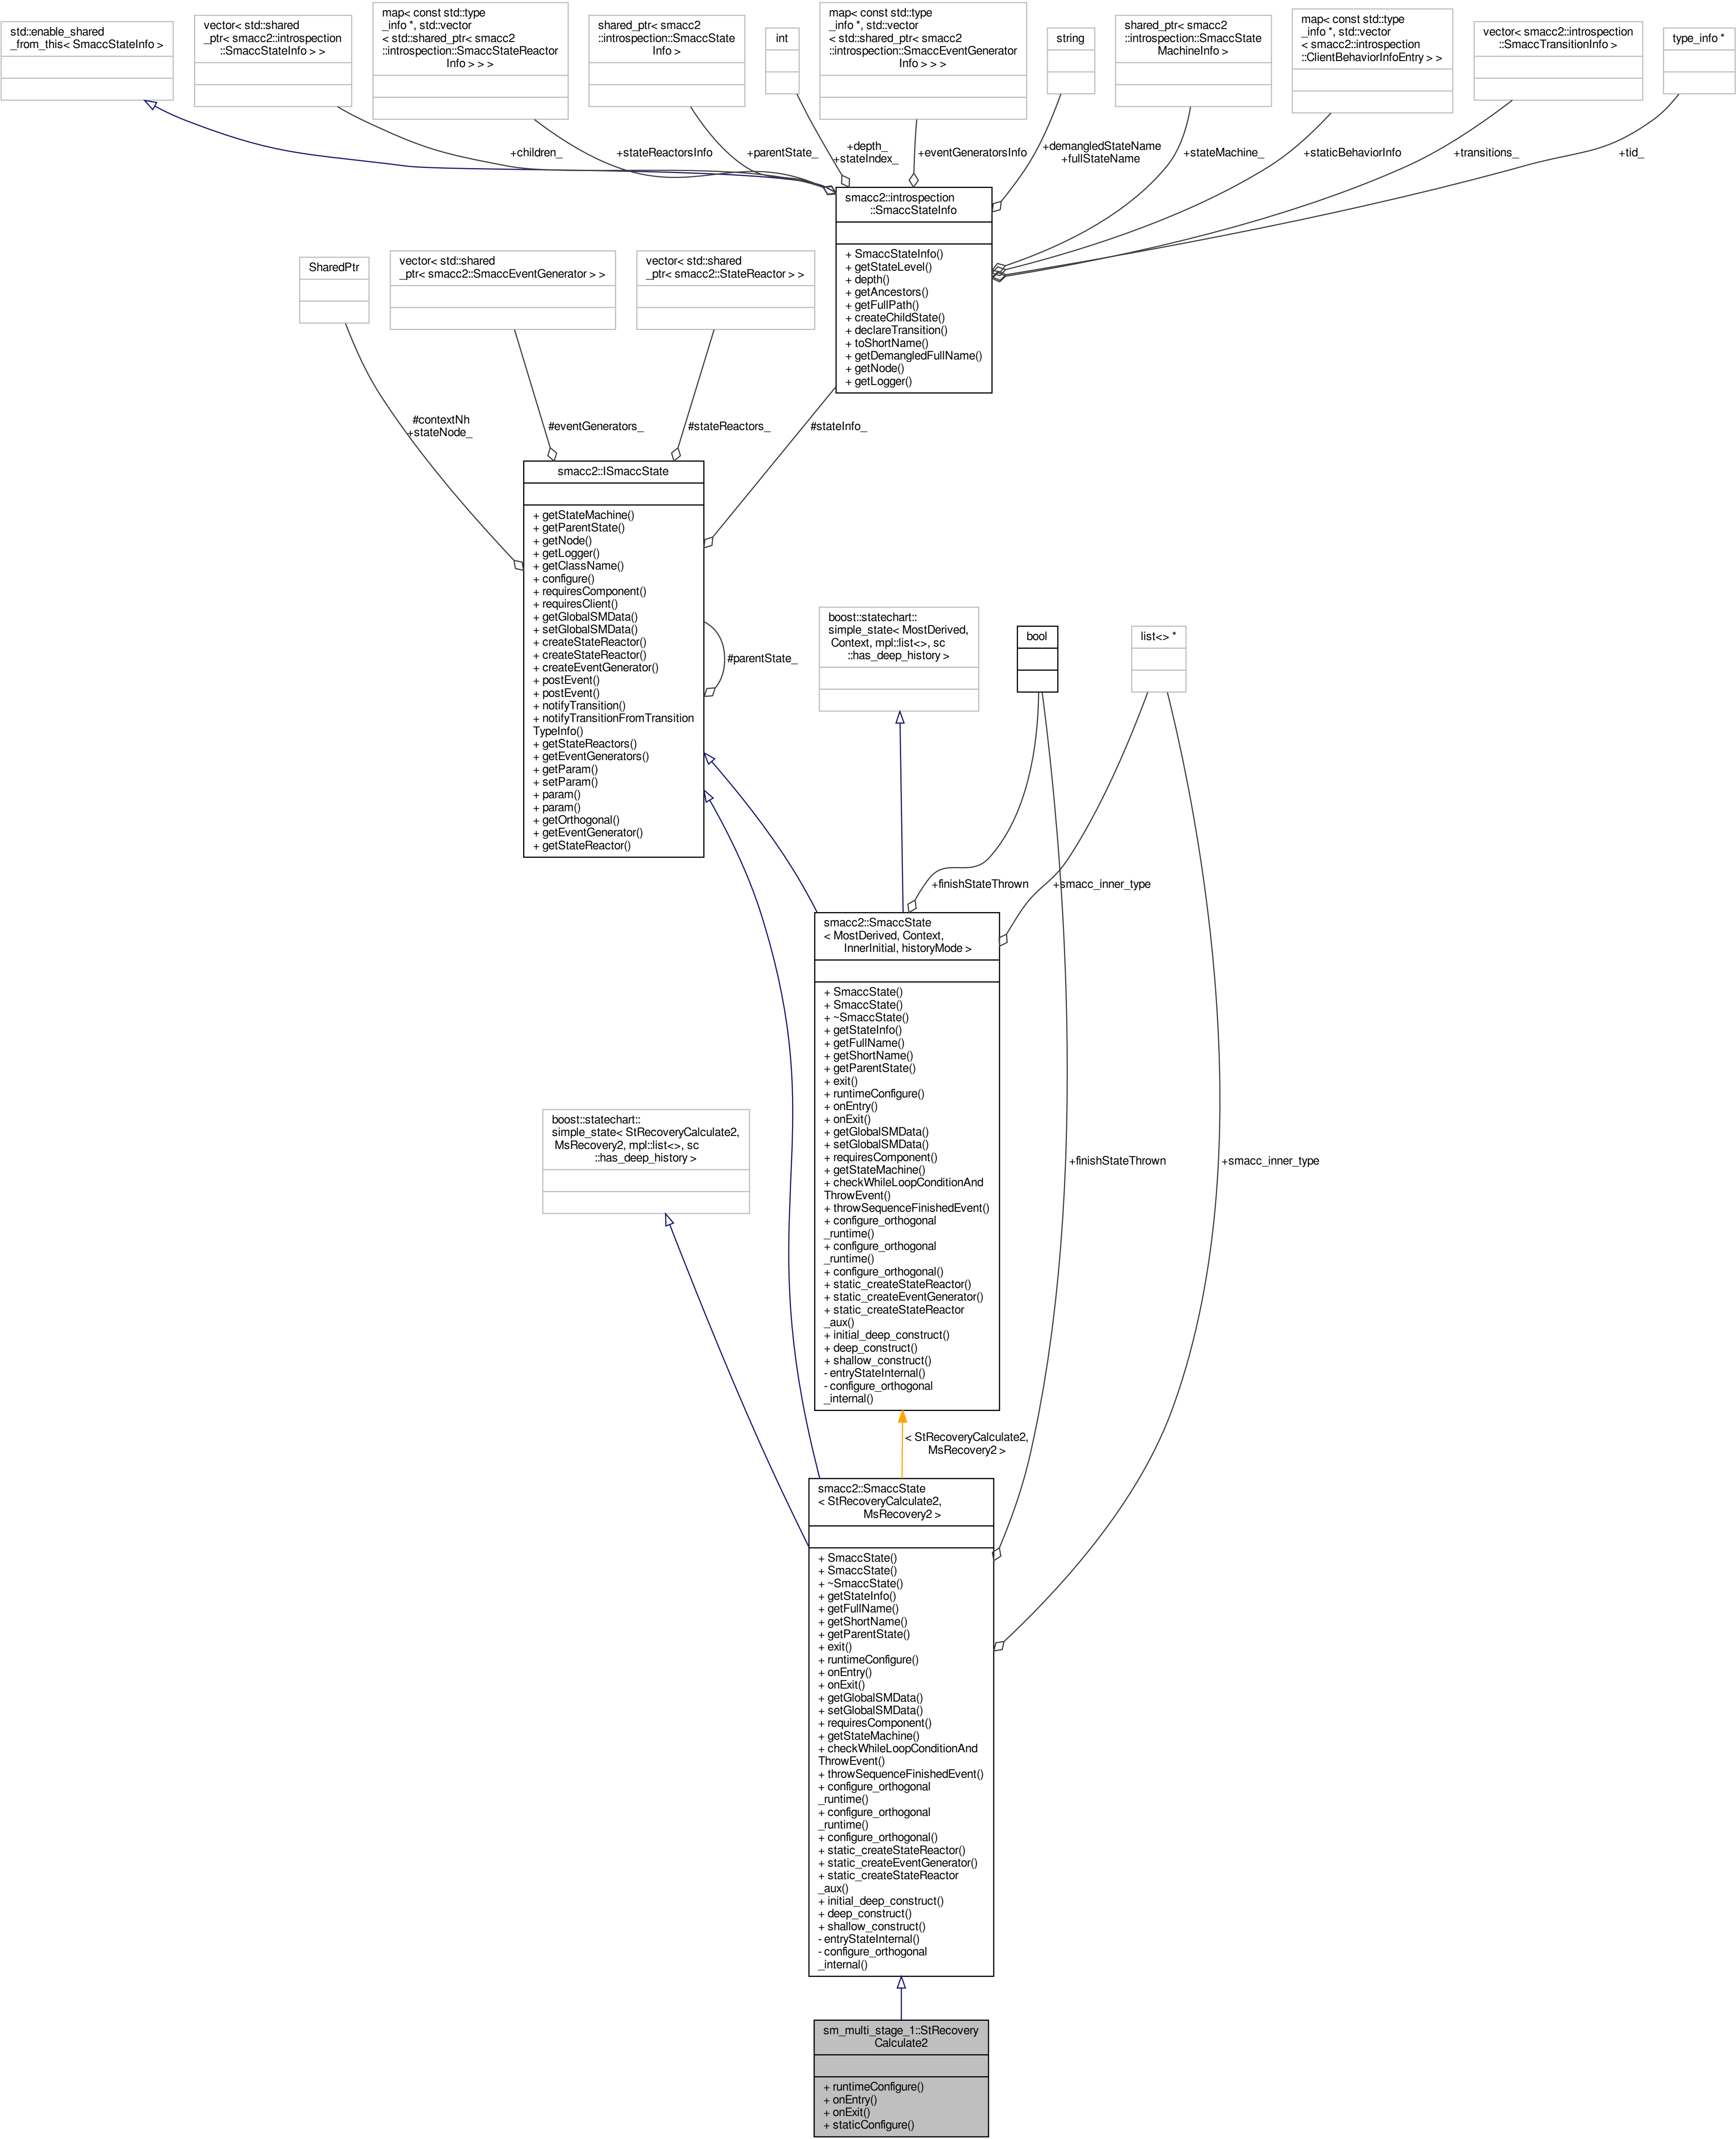 std::enable_shared
_from_this< SmaccStateInfo >
vector< std::shared
_ptr< smacc2::introspection
::SmaccStateInfo > >
map< const std::type
_info *, std::vector
< std::shared_ptr< smacc2
::introspection::SmaccStateReactor
Info > > >
shared_ptr< smacc2
::introspection::SmaccState
Info >
int
map< const std::type
_info *, std::vector
< std::shared_ptr< smacc2
::introspection::SmaccEventGenerator
Info > > >
string
shared_ptr< smacc2
::introspection::SmaccState
MachineInfo >
map< const std::type
_info *, std::vector
< smacc2::introspection
::ClientBehaviorInfoEntry > >
vector< smacc2::introspection
::SmaccTransitionInfo >
type_info *
+children_
+stateReactorsInfo
+parentState_
+depth_
+stateIndex_
+eventGeneratorsInfo
+demangledStateName
+fullStateName
+stateMachine_
+staticBehaviorInfo
+transitions_
+tid_
smacc2::introspection
::SmaccStateInfo
+ SmaccStateInfo()
+ getStateLevel()
+ depth()
+ getAncestors()
+ getFullPath()
+ createChildState()
+ declareTransition()
+ toShortName()
+ getDemangledFullName()
+ getNode()
+ getLogger()
SharedPtr
vector< std::shared
_ptr< smacc2::SmaccEventGenerator > >
vector< std::shared
_ptr< smacc2::StateReactor > >
#contextNh
+stateNode_
#eventGenerators_
#stateReactors_
#stateInfo_
smacc2::ISmaccState
+ getStateMachine()
+ getParentState()
+ getNode()
+ getLogger()
+ getClassName()
+ configure()
+ requiresComponent()
+ requiresClient()
+ getGlobalSMData()
+ setGlobalSMData()
+ createStateReactor()
+ createStateReactor()
+ createEventGenerator()
+ postEvent()
+ postEvent()
+ notifyTransition()
+ notifyTransitionFromTransition
TypeInfo()
+ getStateReactors()
+ getEventGenerators()
+ getParam()
+ setParam()
+ param()
+ param()
+ getOrthogonal()
+ getEventGenerator()
+ getStateReactor()
#parentState_
boost::statechart::
simple_state< MostDerived,
Context, mpl::list<>, sc
::has_deep_history >
bool
list<> *
+finishStateThrown
+smacc_inner_type
smacc2::SmaccState
< MostDerived, Context,
InnerInitial, historyMode >
+ SmaccState()
+ SmaccState()
+ ~SmaccState()
+ getStateInfo()
+ getFullName()
+ getShortName()
+ getParentState()
+ exit()
+ runtimeConfigure()
+ onEntry()
+ onExit()
+ getGlobalSMData()
+ setGlobalSMData()
+ requiresComponent()
+ getStateMachine()
+ checkWhileLoopConditionAnd
ThrowEvent()
+ throwSequenceFinishedEvent()
+ configure_orthogonal
_runtime()
+ configure_orthogonal
_runtime()
+ configure_orthogonal()
+ static_createStateReactor()
+ static_createEventGenerator()
+ static_createStateReactor
_aux()
+ initial_deep_construct()
+ deep_construct()
+ shallow_construct()
- entryStateInternal()
- configure_orthogonal
_internal()
boost::statechart::
simple_state< StRecoveryCalculate2,
MsRecovery2, mpl::list<>, sc
::has_deep_history >
+finishStateThrown
+smacc_inner_type
< StRecoveryCalculate2,
MsRecovery2 >
smacc2::SmaccState
< StRecoveryCalculate2,
MsRecovery2 >
+ SmaccState()
+ SmaccState()
+ ~SmaccState()
+ getStateInfo()
+ getFullName()
+ getShortName()
+ getParentState()
+ exit()
+ runtimeConfigure()
+ onEntry()
+ onExit()
+ getGlobalSMData()
+ setGlobalSMData()
+ requiresComponent()
+ getStateMachine()
+ checkWhileLoopConditionAnd
ThrowEvent()
+ throwSequenceFinishedEvent()
+ configure_orthogonal
_runtime()
+ configure_orthogonal
_runtime()
+ configure_orthogonal()
+ static_createStateReactor()
+ static_createEventGenerator()
+ static_createStateReactor
_aux()
+ initial_deep_construct()
+ deep_construct()
+ shallow_construct()
- entryStateInternal()
- configure_orthogonal
_internal()
sm_multi_stage_1::StRecovery
Calculate2
+ runtimeConfigure()
+ onEntry()
+ onExit()
+ staticConfigure()